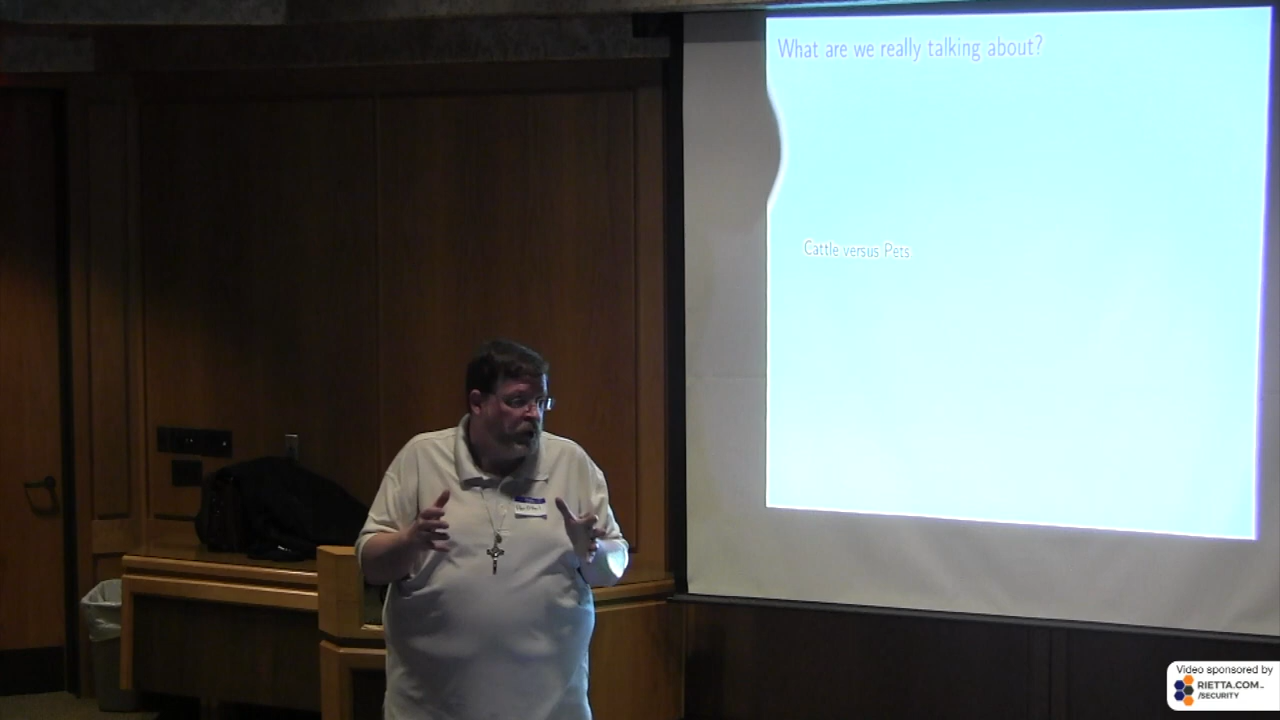 What are we really talking about?
Cattle versus Pets
Video sponsored by
RIETTA.COM
/SECURITY